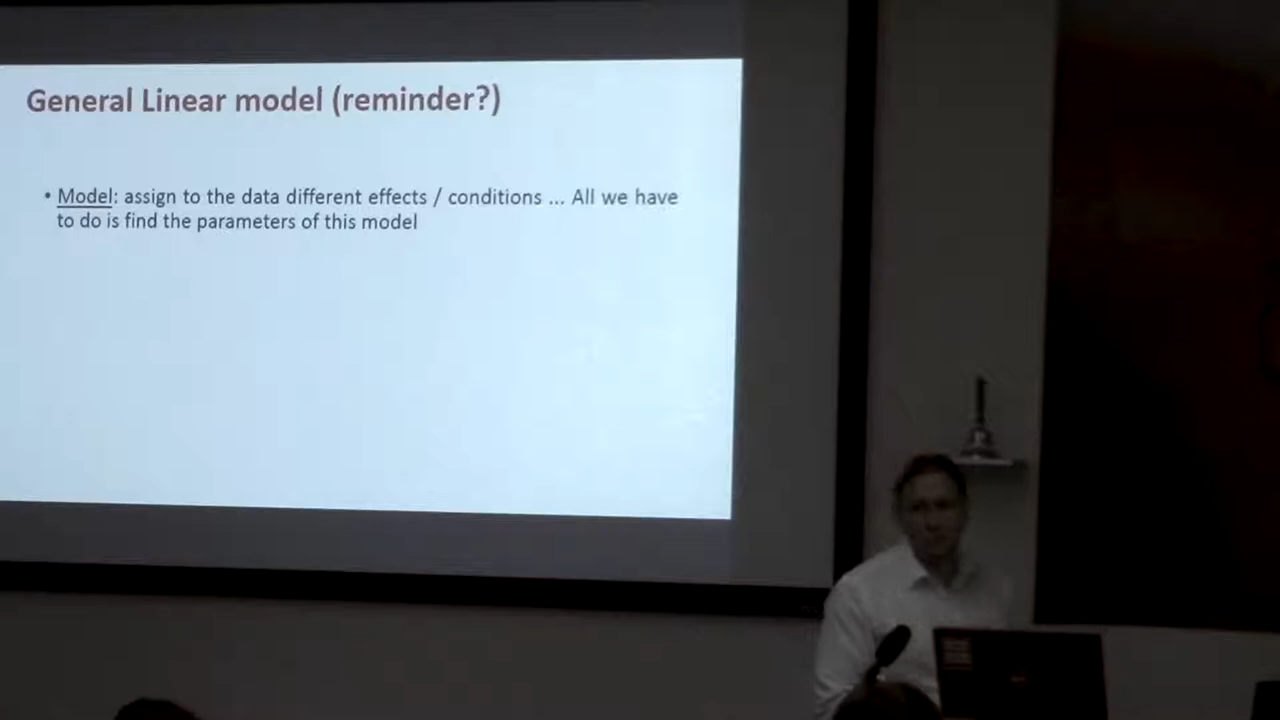 General Linear model (reminder?)
• Model: assign to the data different effects / conditions ... All we have
to do is find the parameters of this model